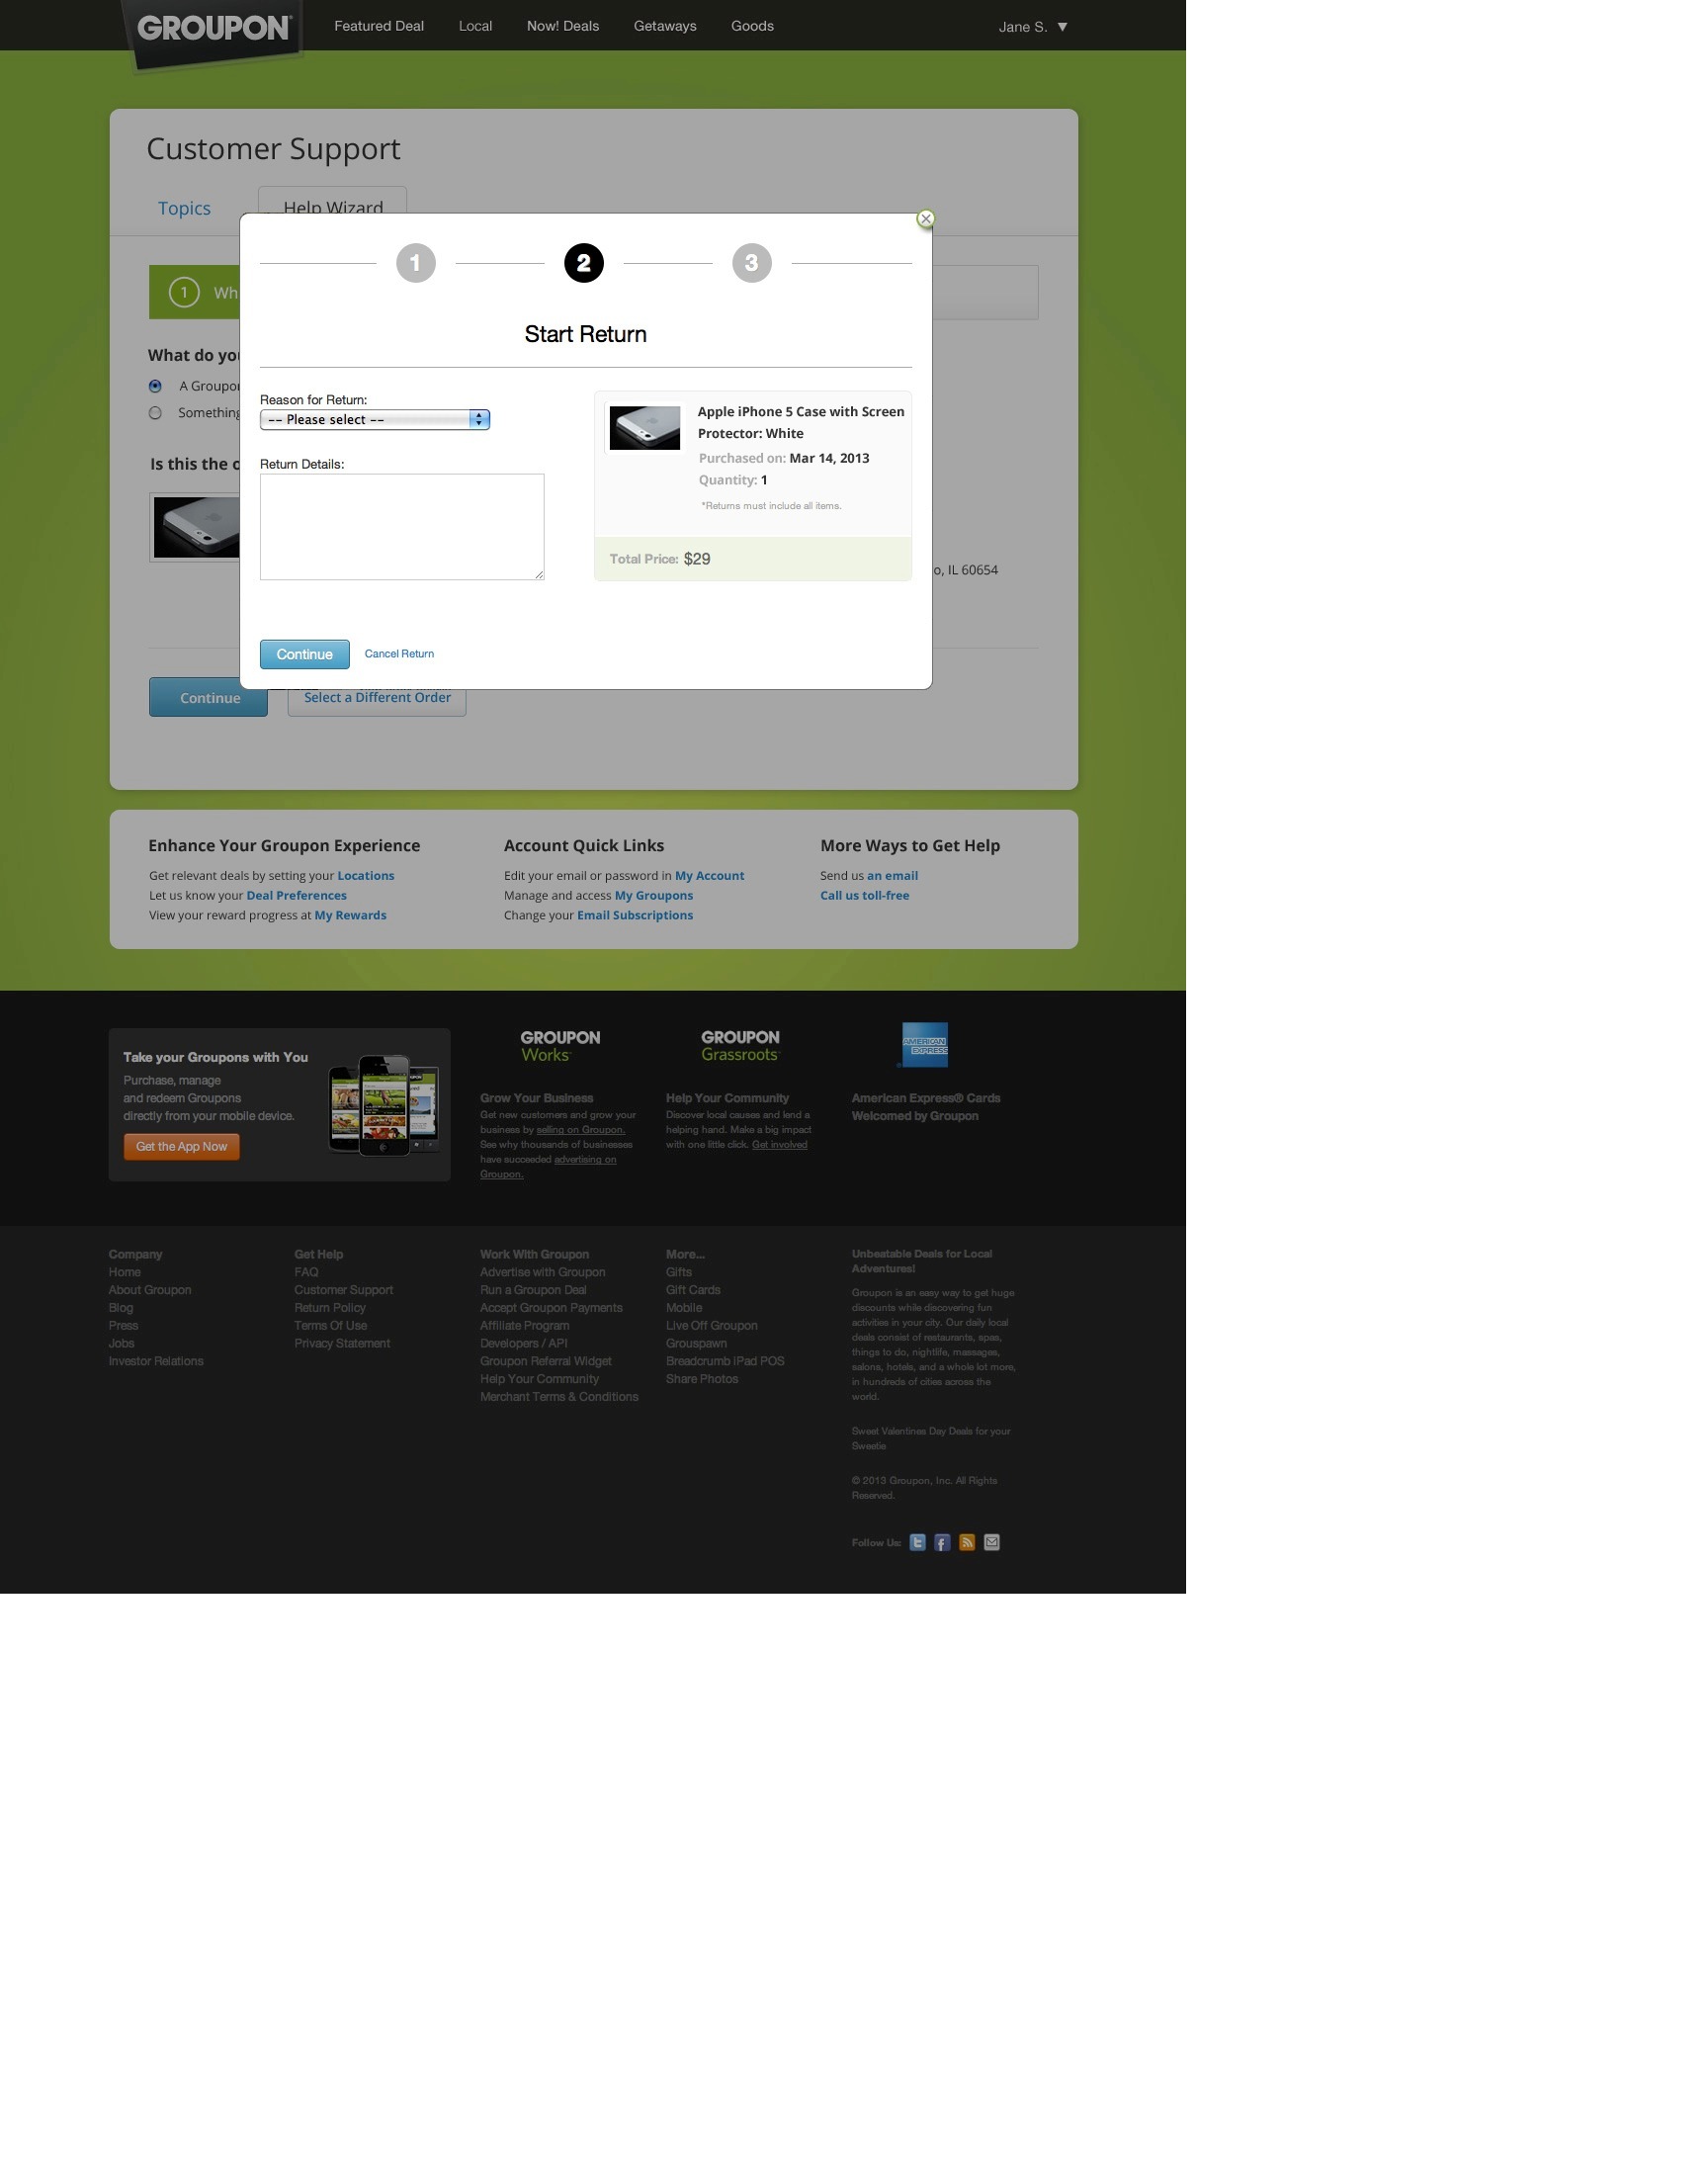 GROUPON
Featured Deal Local Now! Deals Getaways Goods
Jane S. ▼
Customer Support
Topics Help Wizard
1 2 3
1 Wh
Start Return
What do you
A Groupon
Something
Is this the o
Reason for Return:
-- Please select --
Return Details:
Apple iPhone 5 Case with Screen
Protector: White
Purchased on: Mar 14, 2013
Quantity: 1
*Returns must include all items.
Total Price: $29
o, IL 60654
Continue Cancel Return
Continue Select a Different Order
Enhance Your Groupon Experience
Get relevant deals by setting your Locations
Let us know your Deal Preferences
View your reward progress at My Rewards
Account Quick Links
Edit your email or password in My Account
Manage and access My Groupons
Change your Email Subscriptions
More Ways to Get Help
Send us an email
Call us toll-free
Take your Groupons with You
Purchase, manage
and redeem Groupons
directly from your mobile device.
Get the App Now
GROUPON
Works
Grow Your Business
Get new customers and grow your
business by selling on Groupon.
See why thousands of businesses
have succeeded advertising on
Groupon.
GROUPON
Grassroots
Help Your Community
Discover local causes and lend a
helping hand. Make a big impact
with one little click. Get involved
AMERICAN
EXPRESS
American Express® Cards
Welcomed by Groupon
Company
Home
About Groupon
Blog
Press
Jobs
Investor Relations
Get Help
FAQ
Customer Support
Return Policy
Terms Of Use
Privacy Statement
Work With Groupon
Advertise with Groupon
Run a Groupon Deal
Accept Groupon Payments
Affiliate Program
Developers / API
Groupon Referral Widget
Help Your Community
Merchant Terms & Conditions
More...
Gifts
Gift Cards
Mobile
Live Off Groupon
Grouspawn
Breadcrumb iPad POS
Share Photos
Unbeatable Deals for Local
Adventures!
Groupon is an easy way to get huge
discounts while discovering fun
activities in your city. Our daily local
deals consist of restaurants, spas,
things to do, nightlife, massages,
salons, hotels, and a whole lot more,
in hundreds of cities across the
world.
Sweet Valentines Day Deals for your
Sweetie
© 2013 Groupon, Inc. All Rights
Reserved.
Follow Us: